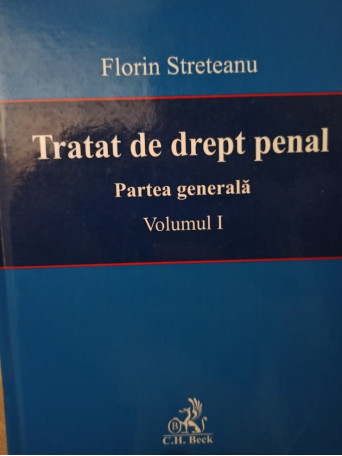 Florin Streteanu
Tratat de drept penal
Partea generală
Volumul I
B
C.H. Beck